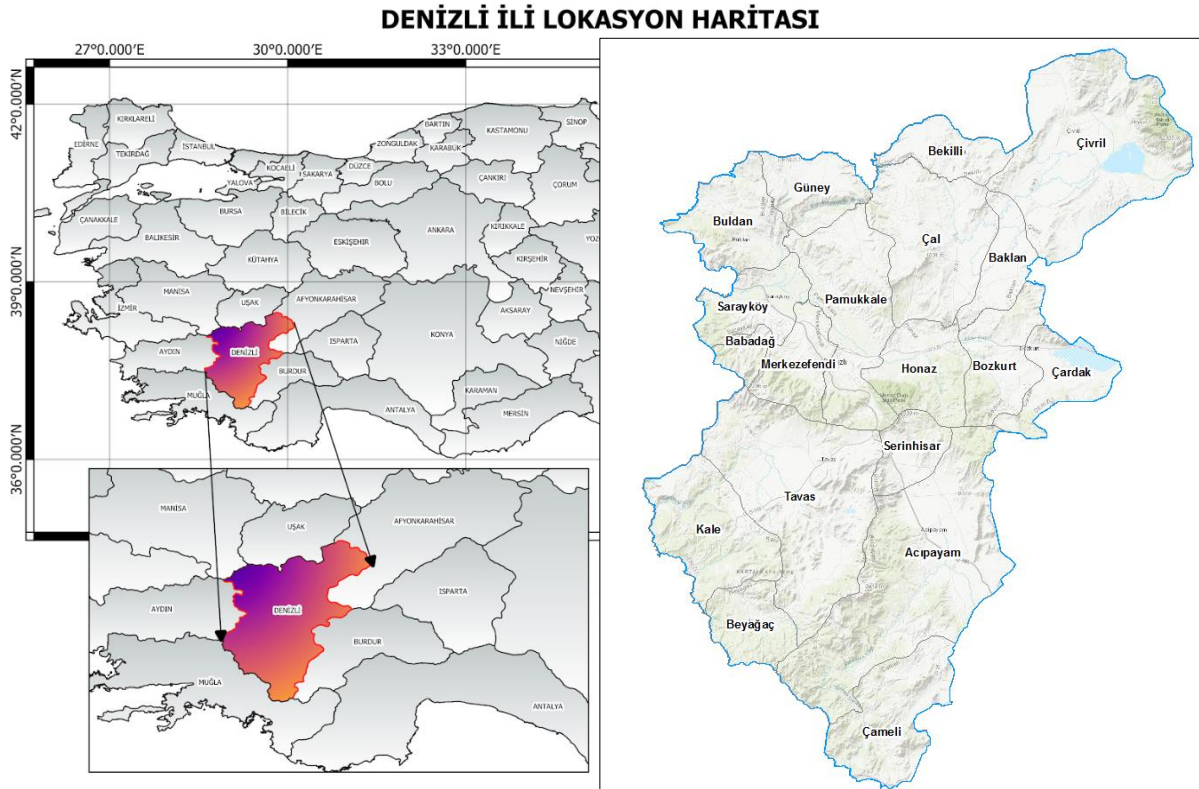 DENİZLİ İLİ LOKASYON HARİTASI
27°0.000'E
30°0.000'E
33°0.000'E
42°0.000'N
39°0.000'N
36°0.000'N
KIRKLARELİ
EDİRNE
TEKİRDAĞ
İSTANBUL
BARTIN
ZONGULDAK
KARABÜK
KASTAMONU
SİNOP
KOCAELİ
SAKARYA
DÜZCE
YALOVA
BOLU
ÇANKIRI
ÇORUM
ÇANAKKALE
BURSA
BİLECİK
BALIKESİR
ESKİŞEHİR
ANKARA
KIRIKKALE
YOZ
KÜTAHYA
KIRŞEHİR
MANİSA
UŞAK
AFYONKARAHİSAR
NEVŞEHİR
AKSARAY
İZMİR
KONYA
NİĞDE
AYDIN
DENİZLİ
ISPARTA
BURDUR
MUĞLA
ANTALYA
KARAMAN
MERSİN
MANİSA
UŞAK
AFYONKARAHİSAR
AYDIN
DENİZLİ
ISPARTA
BURDUR
MUĞLA
ANTALYA
Çivril
Bekilli
Güney
Buldan
Çal
Baklan
Sarayköy
Pamukkale
Babadağ
Merkezefendi
Honaz
Bozkurt
Çardak
Serinhisar
Tavas
Kale
Acıpayam
Beyağaç
Çameli